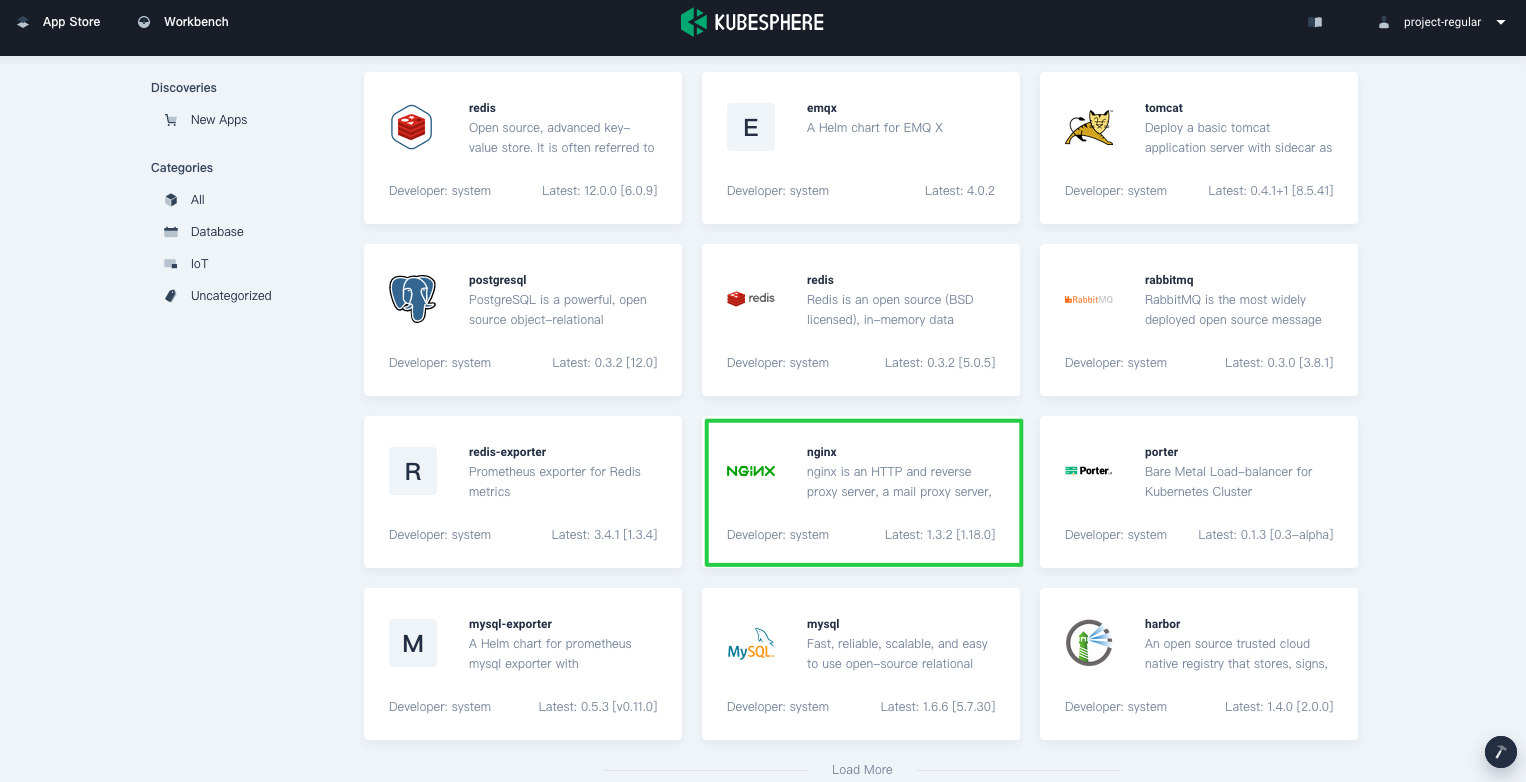 App Store
Workbench
KUBESPHERE
project-regular
Discoveries
New Apps
Categories
All
Database
IoT
Uncategorized
redis
Open source, advanced key-
value store. It is often referred to
Developer: system
Latest: 12.0.0 [6.0.9]
E
emqx
A Helm chart for EMQ X
Developer: system
Latest: 4.0.2
tomcat
Deploy a basic tomcat
application server with sidecar as
Developer: system
Latest: 0.4.1+1 [8.5.41]
postgresql
PostgreSQL is a powerful, open
source object-relational
Developer: system
Latest: 0.3.2 [12.0]
redis
redis
Redis is an open source (BSD
licensed), in-memory data
Developer: system
Latest: 0.3.2 [5.0.5]
RabbitMQ
rabbitmq
RabbitMQ is the most widely
deployed open source message
Developer: system
Latest: 0.3.0 [3.8.1]
R
redis-exporter
Prometheus exporter for Redis
metrics
Developer: system
Latest: 3.4.1 [1.3.4]
NGINX
nginx
nginx is an HTTP and reverse
proxy server, a mail proxy server,
Developer: system
Latest: 1.3.2 [1.18.0]
Porter
porter
Bare Metal Load-balancer for
Kubernetes Cluster
Developer: system
Latest: 0.1.3 [0.3-alpha]
M
mysql-exporter
A Helm chart for prometheus
mysql exporter with
Developer: system
Latest: 0.5.3 [v0.11.0]
MySQL
mysql
Fast, reliable, scalable, and easy
to use open-source relational
Developer: system
Latest: 1.6.6 [5.7.30]
harbor
An open source trusted cloud
native registry that stores, signs,
Developer: system
Latest: 1.4.0 [2.0.0]
Load More